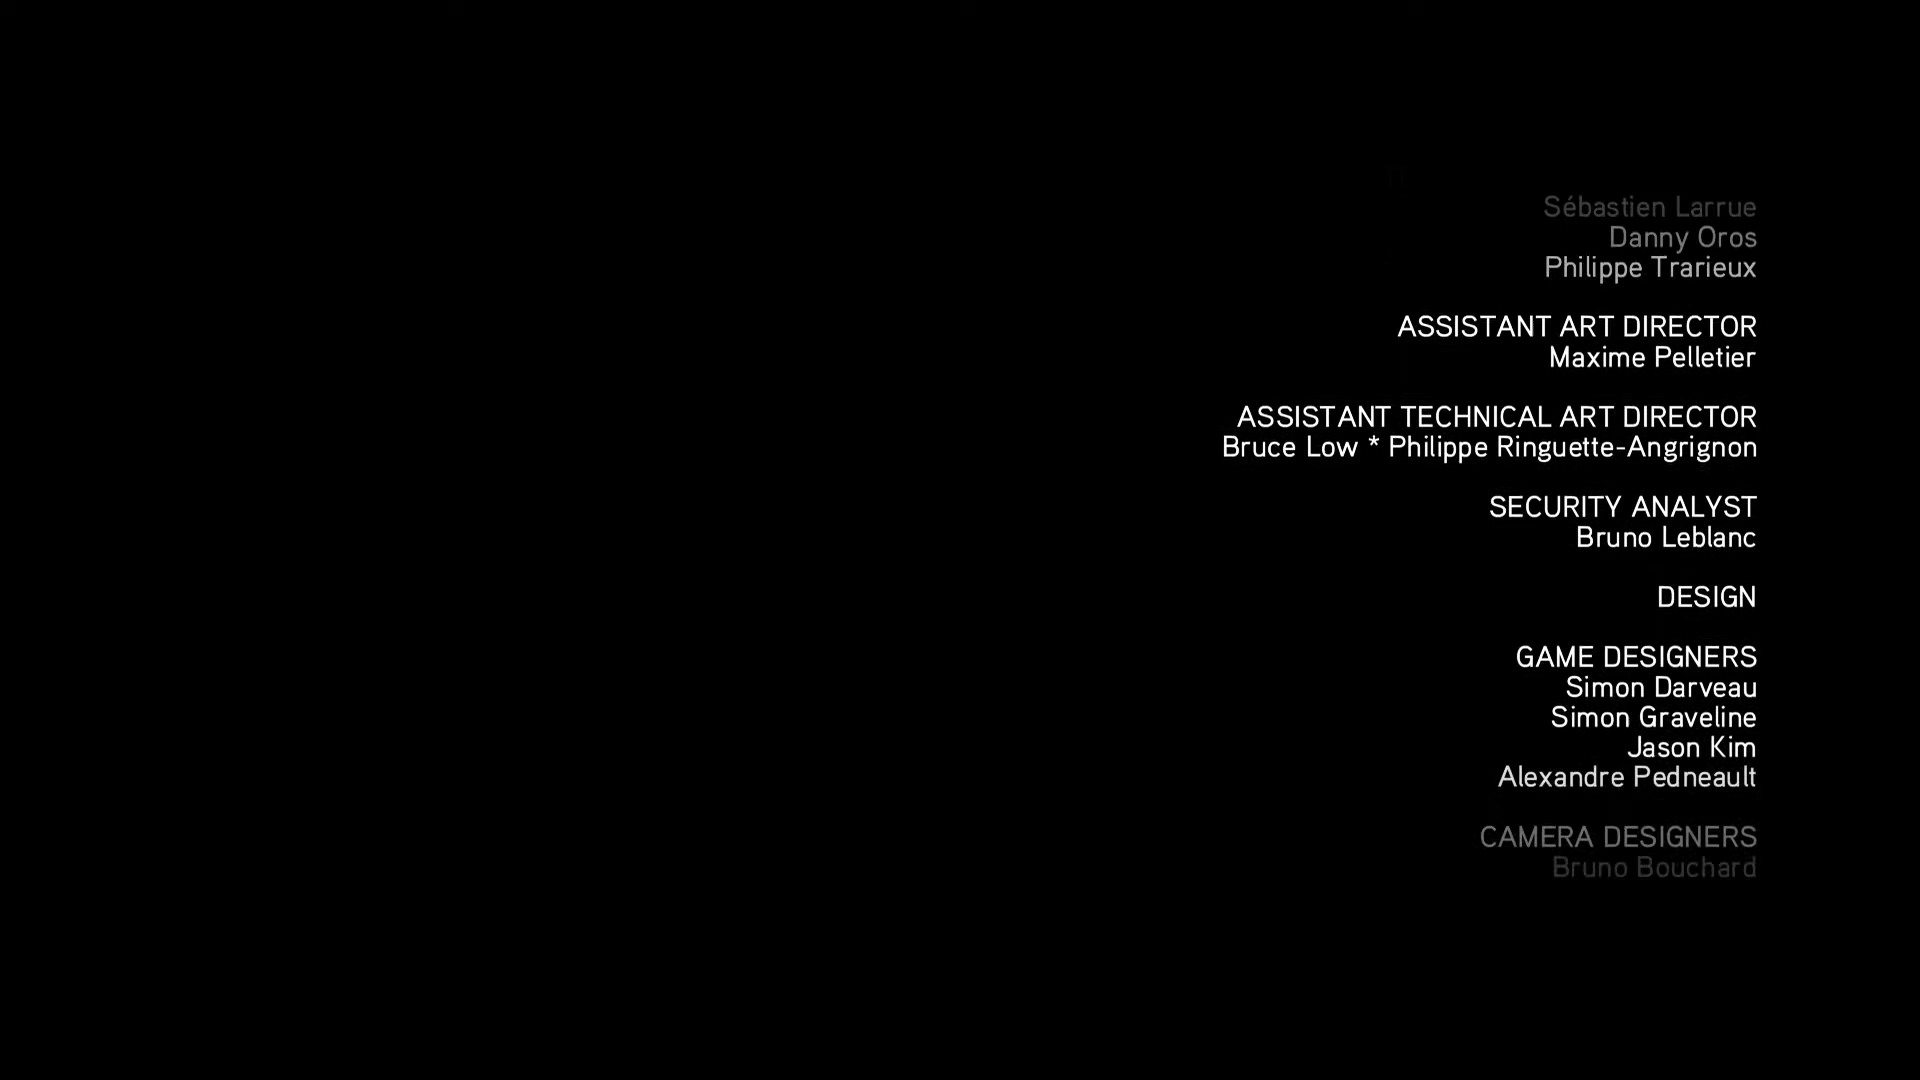 Sébastien Larrue
Danny Oros
Philippe Trarieux
ASSISTANT ART DIRECTOR
Maxime Pelletier
ASSISTANT TECHNICAL ART DIRECTOR
Bruce Low * Philippe Ringuette-Angrignon
SECURITY ANALYST
Bruno Leblanc
DESIGN
GAME DESIGNERS
Simon Darveau
Simon Graveline
Jason Kim
Alexandre Pedneault
CAMERA DESIGNERS
Bruno Bouchard